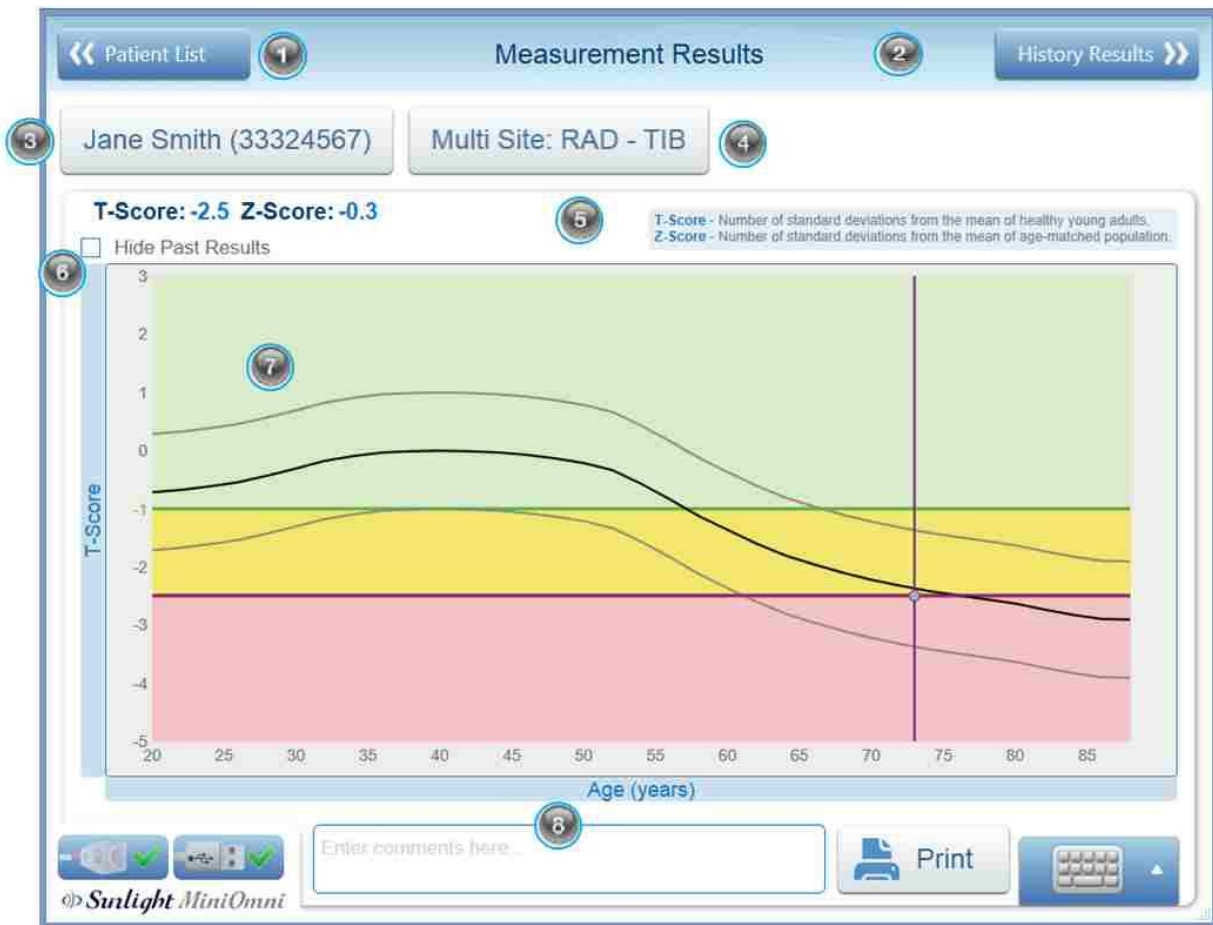 Patient List
1
Measurement Results
2
History Results
3
Jane Smith (33324567)
Multi Site: RAD - TIB
4
T-Score: -2.5 Z-Score: -0.3
5
T-Score - Number of standard deviations from the mean of healthy young adults.
Z-Score - Number of standard deviations from the mean of age-matched population.
Hide Past Results
6
3
2
7
1
0
-1
-2
-3
-4
-5
T-Score
20 25 30 35 40 45 50 55 60 65 70 75 80 85
Age (years)
8
Enter comments here...
Print
Sunlight MiniOmni